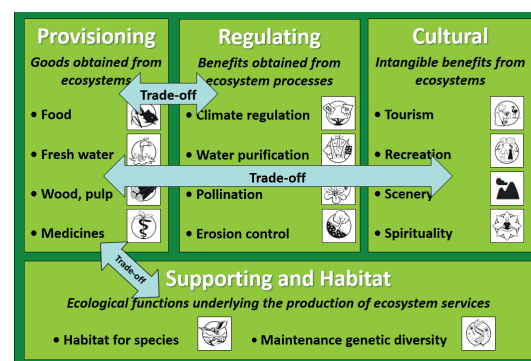 Provisioning
Goods obtained from
ecosystems
• Food
• Fresh water
• Wood, pulp
• Medicines
Regulating
Benefits obtained from
ecosystem processes
• Climate regulation
• Water purification
• Pollination
• Erosion control
Cultural
Intangible benefits from
ecosystems
• Tourism
• Recreation
• Scenery
• Spirituality
Trade-off
Trade-off
Trade-off
Supporting and Habitat
Ecological functions underlying the production of ecosystem services
• Habitat for species
• Maintenance genetic diversity